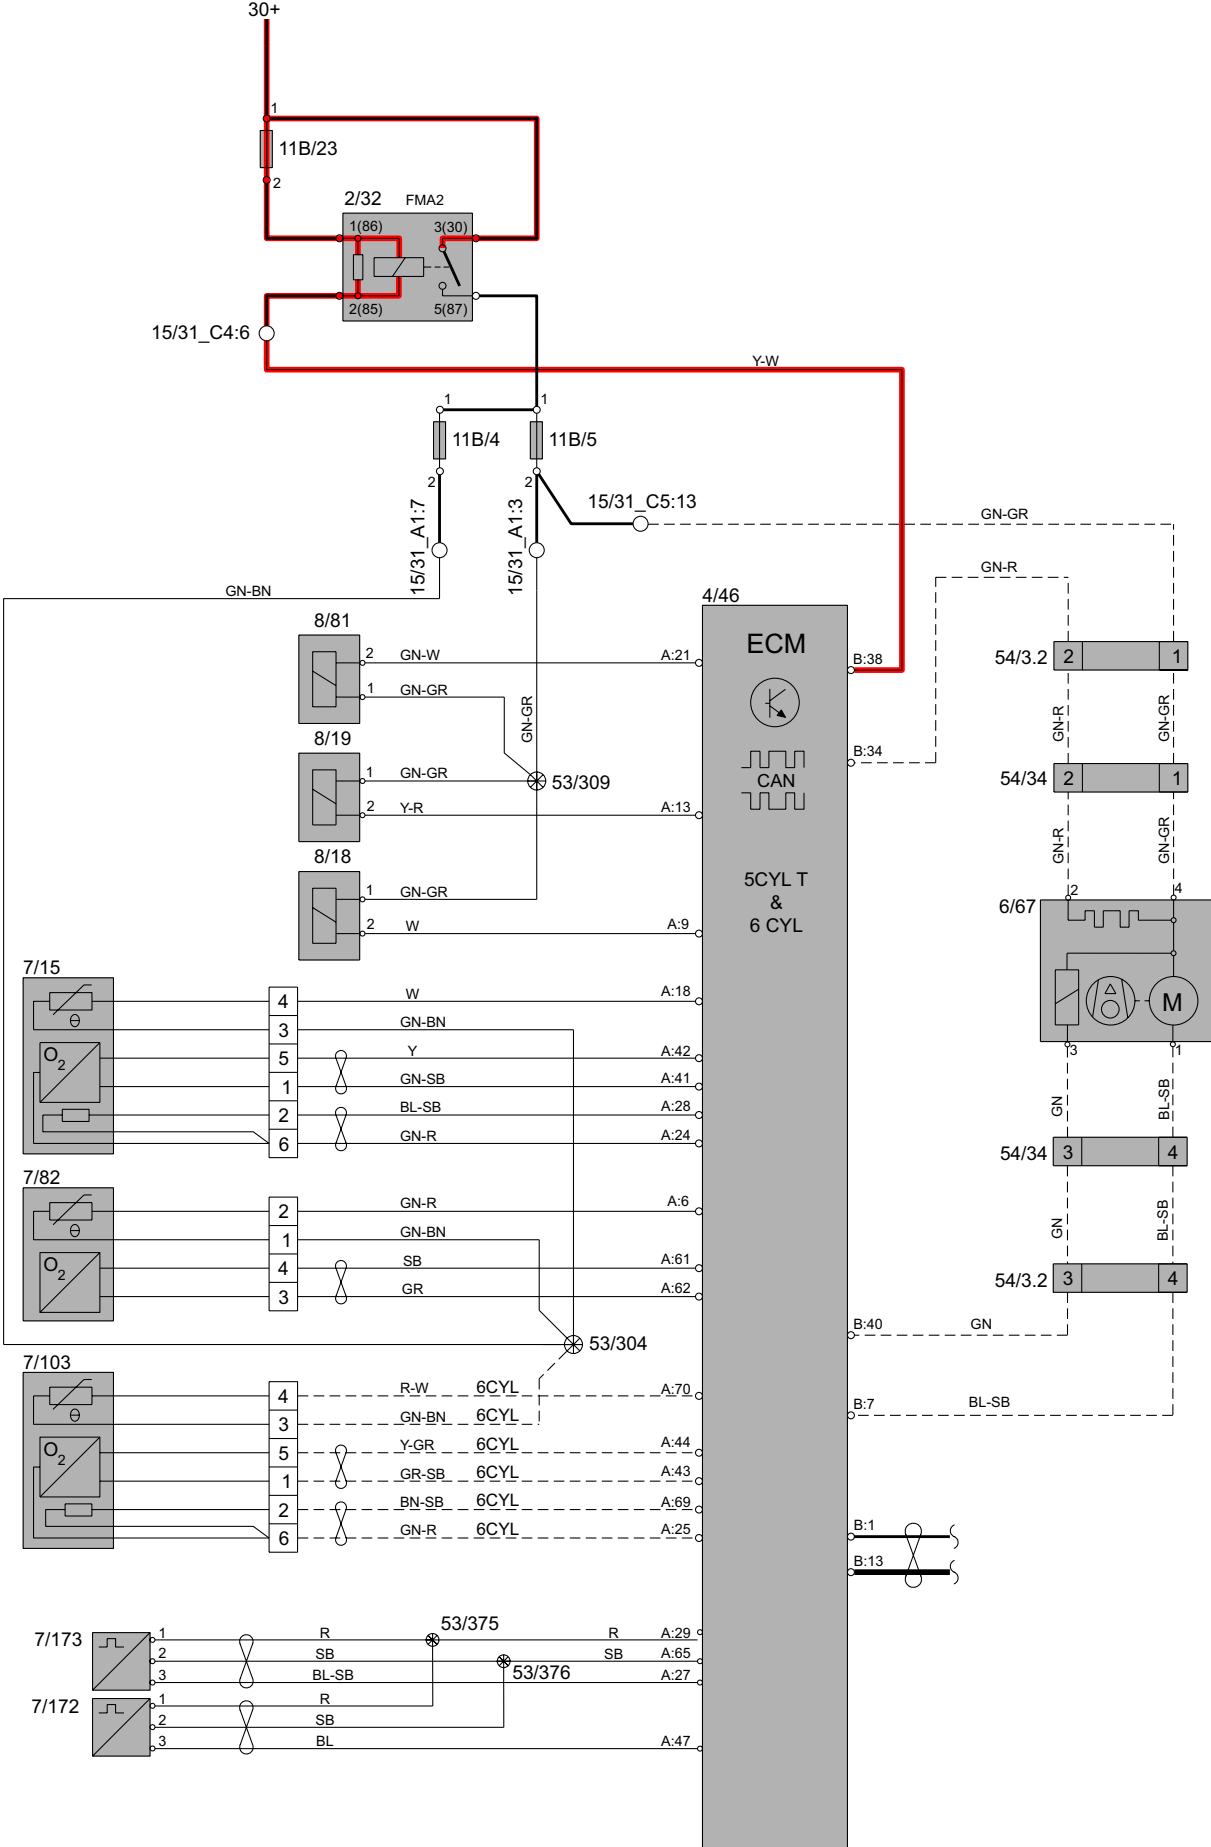 30+
1
11B/23
2
2/32 FMA2
1(86) 3(30)
2(85) 5(87)
15/31_C4:6
Y-W
1 1
11B/4 11B/5
2 2
15/31_C5:13
15/31_A1:7
15/31_A1:3
GN-GR
GN-R
GN-BN
4/46
ECM
CAN
5CYL T
&
6 CYL
8/81
2 GN-W A:21
1 GN-GR
GN-GR
8/19
1 GN-GR
53/309
2 Y-R A:13
8/18
1 GN-GR
2 W A:9
B:38
B:34
54/3.2 2 1
GN-R GN-GR
54/34 2 1
GN-R GN-GR
2 4
6/67
M
3 1
GN BL-SB
54/34 3 4
GN BL-SB
54/3.2 3 4
B:40 GN
B:7 BL-SB
B:1
B:13
7/15
θ
O2
4 W A:18
3 GN-BN
5 Y A:42
1 GN-SB A:41
2 BL-SB A:28
6 GN-R A:24
7/82
θ
O2
2 GN-R A:6
1 GN-BN
4 SB A:61
3 GR A:62
53/304
7/103
θ
O2
4 R-W 6CYL A:70
3 GN-BN 6CYL
5 Y-GR 6CYL A:44
1 GR-SB 6CYL A:43
2 BN-SB 6CYL A:69
6 GN-R 6CYL A:25
53/375
7/173
1 R R A:29
2 SB SB A:65
53/376
3 BL-SB A:27
7/172
1 R
2 SB
3 BL A:47